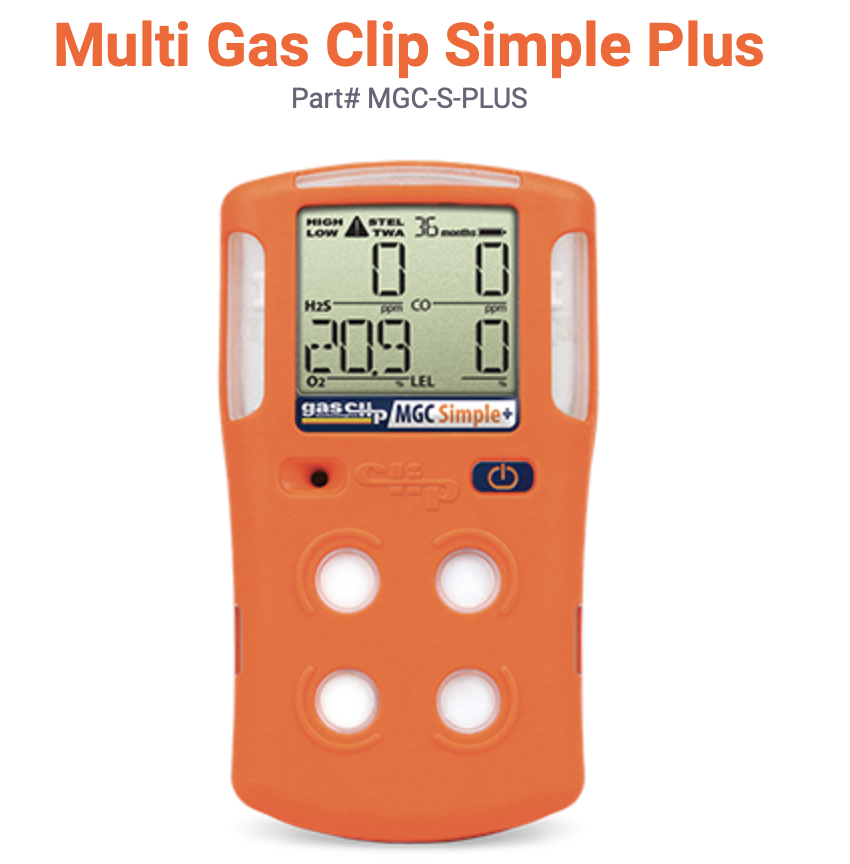 Multi Gas Clip Simple Plus
Part# MGC-S-PLUS
HIGH STEL 36 months
LOW TWA
0 0
H2S ppm CO ppm
20.9 0
O2 % LEL %
gas clip MGC Simple+
clip